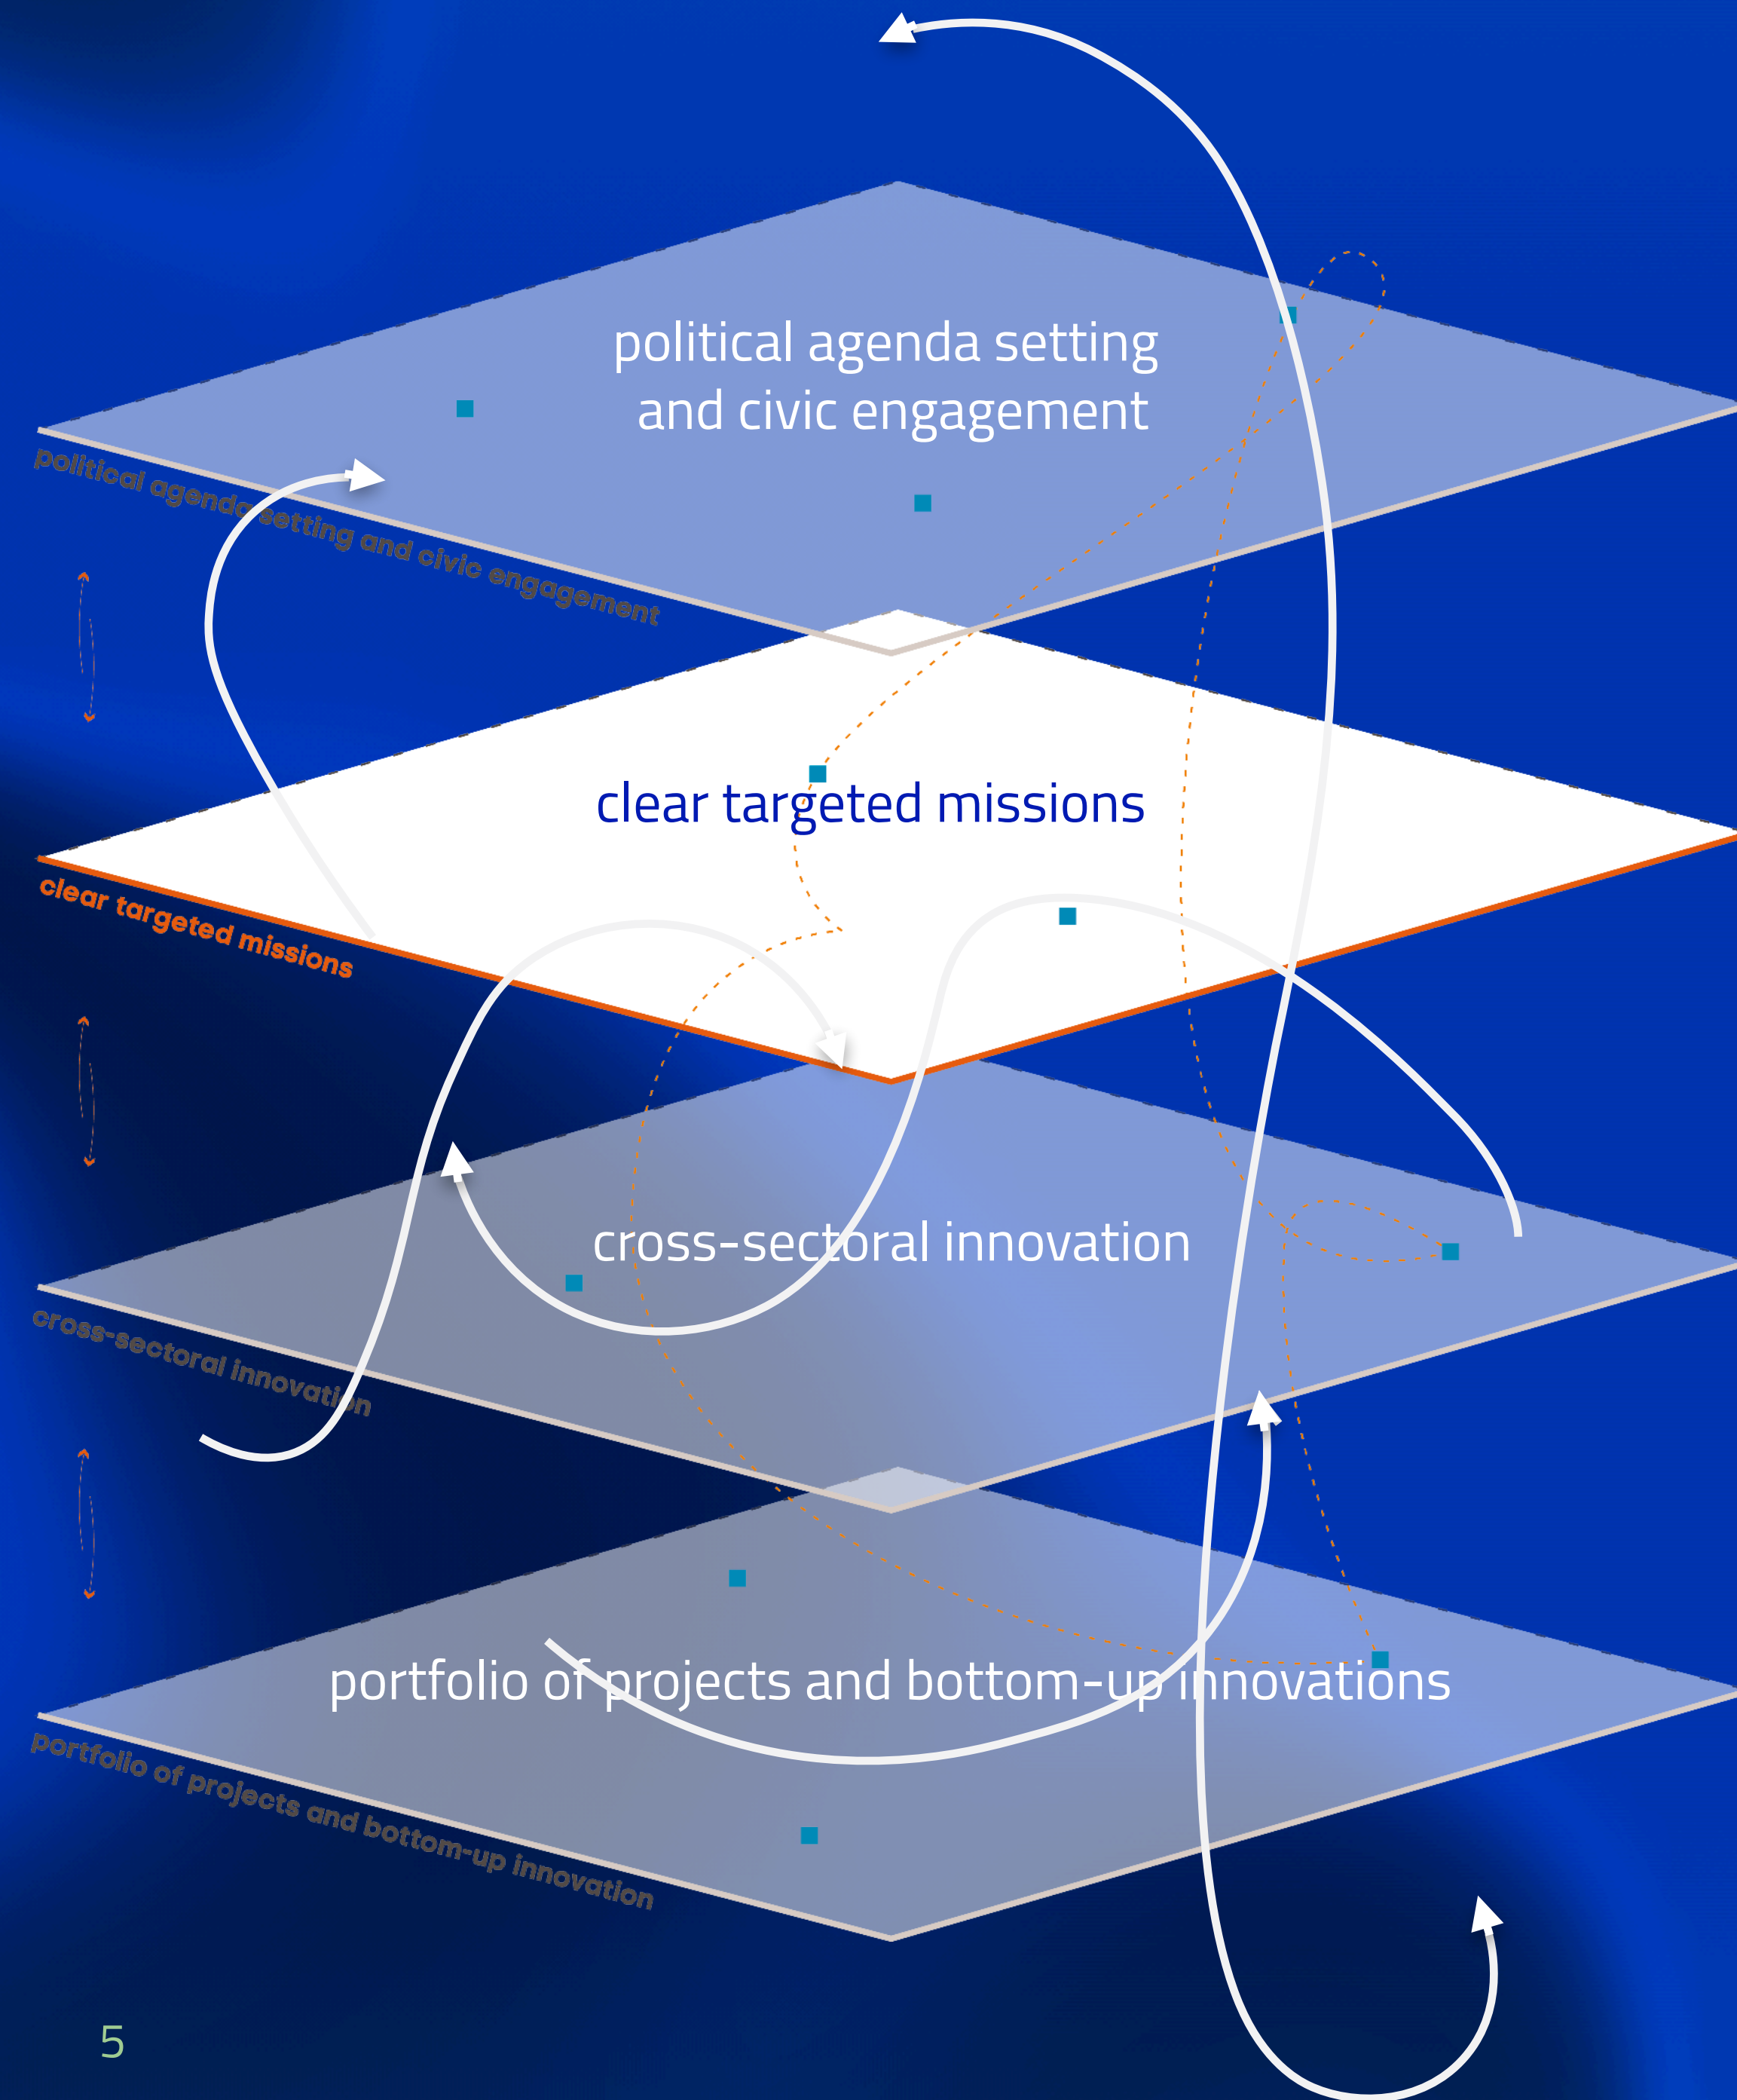 political agenda setting
and civic engagement
political agenda setting and civic engagement
clear targeted missions
clear targeted missions
cross-sectoral innovation
cross-sectoral innovation
portfolio of projects and bottom-up innovations
portfolio of projects and bottom-up innovation
5